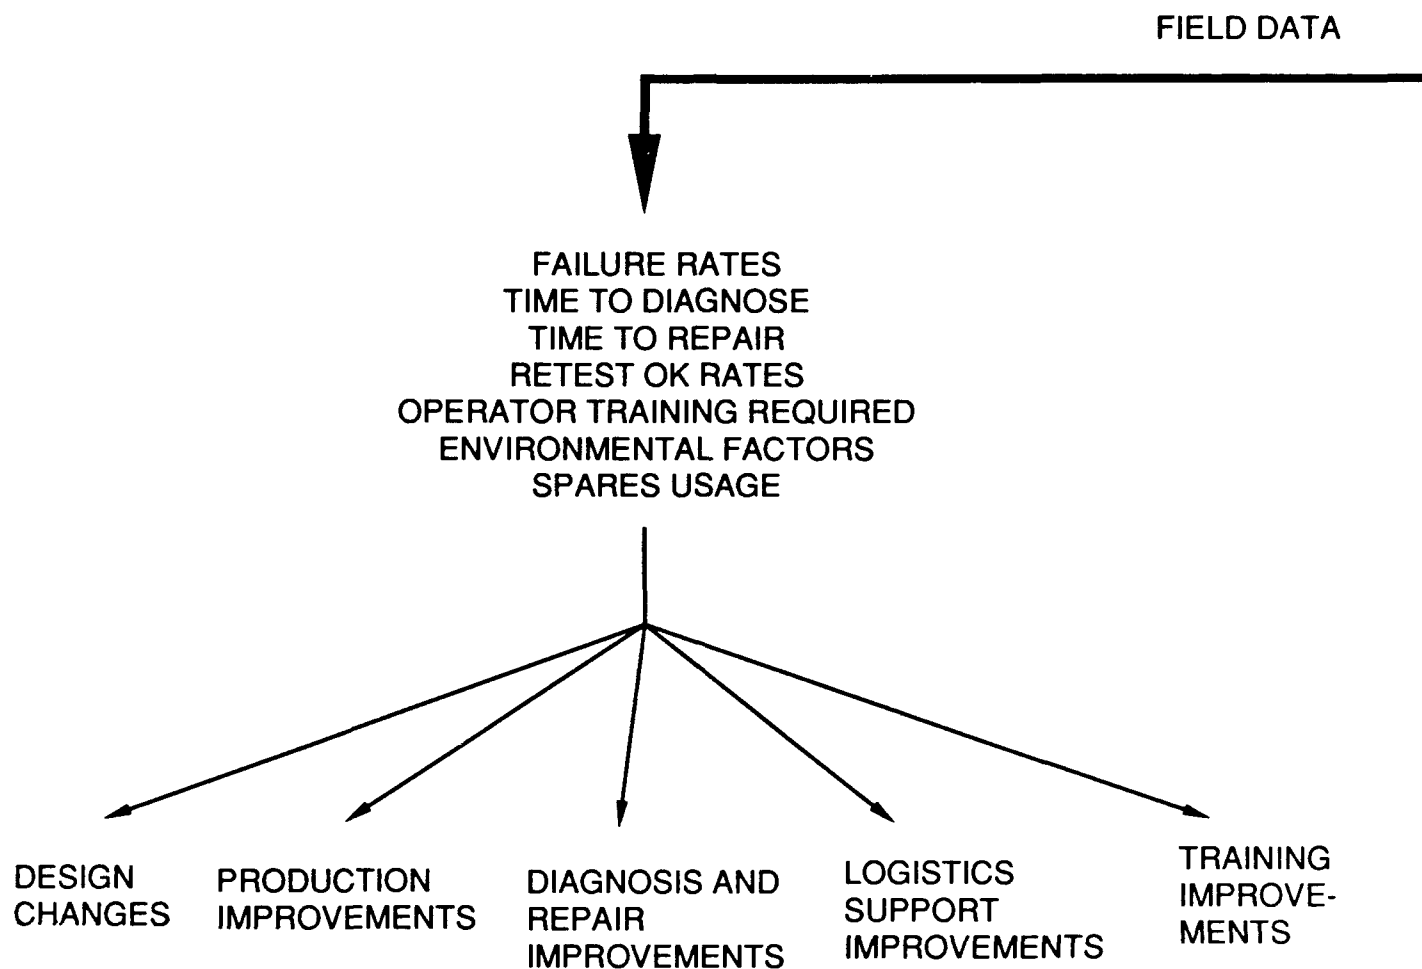 FIELD DATA
FAILURE RATES
TIME TO DIAGNOSE
TIME TO REPAIR
RETEST OK RATES
OPERATOR TRAINING REQUIRED
ENVIRONMENTAL FACTORS
SPARES USAGE
DESIGN
CHANGES
PRODUCTION
IMPROVEMENTS
DIAGNOSIS AND
REPAIR
IMPROVEMENTS
LOGISTICS
SUPPORT
IMPROVEMENTS
TRAINING
IMPROVE-
MENTS